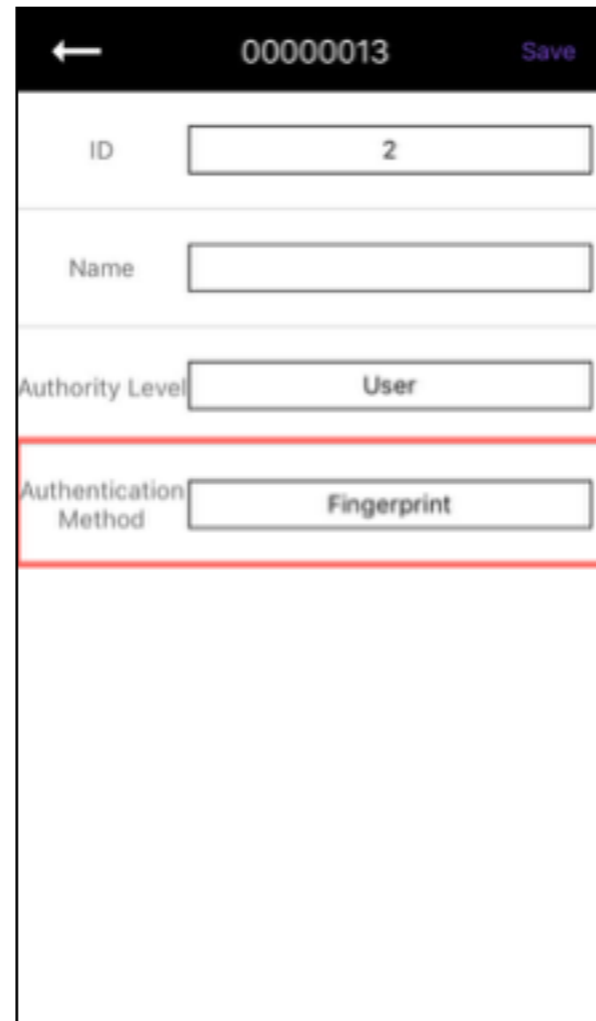 00000013 Save
ID 2
Name
Authority Level User
Authentication
Method Fingerprint